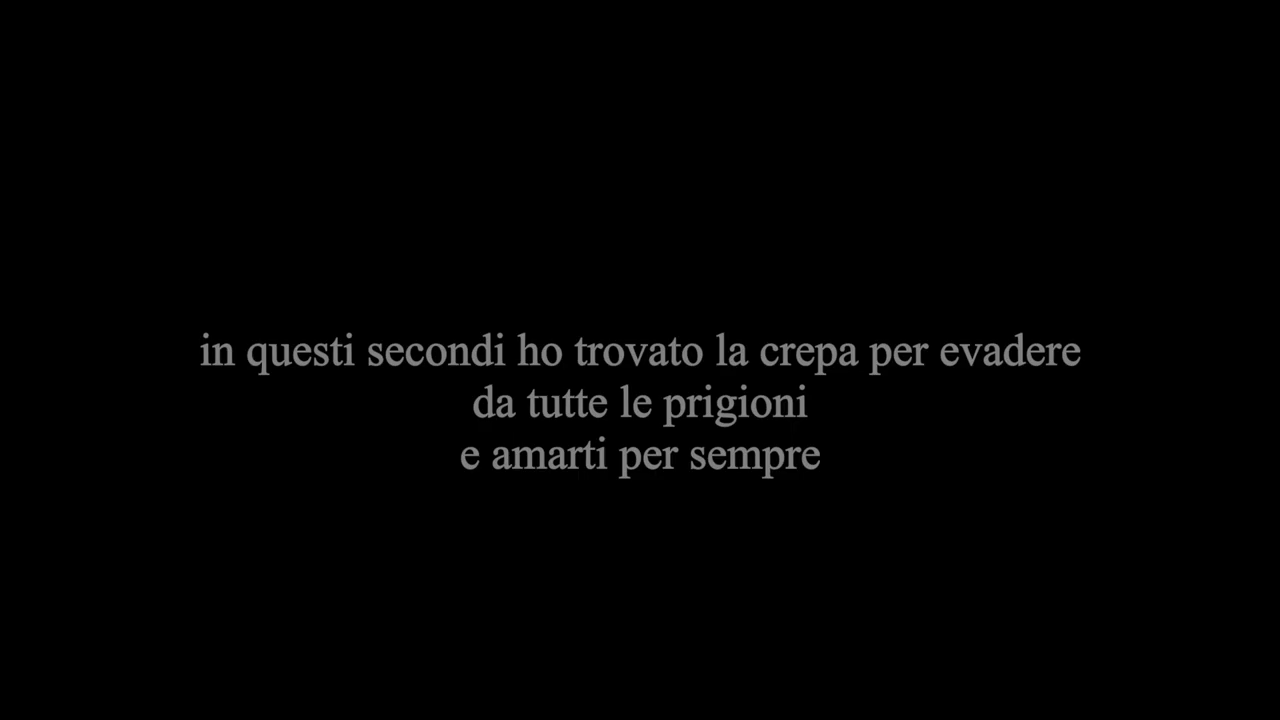 in questi secondi ho trovato la crepa per evadere
da tutte le prigioni
e amarti per sempre